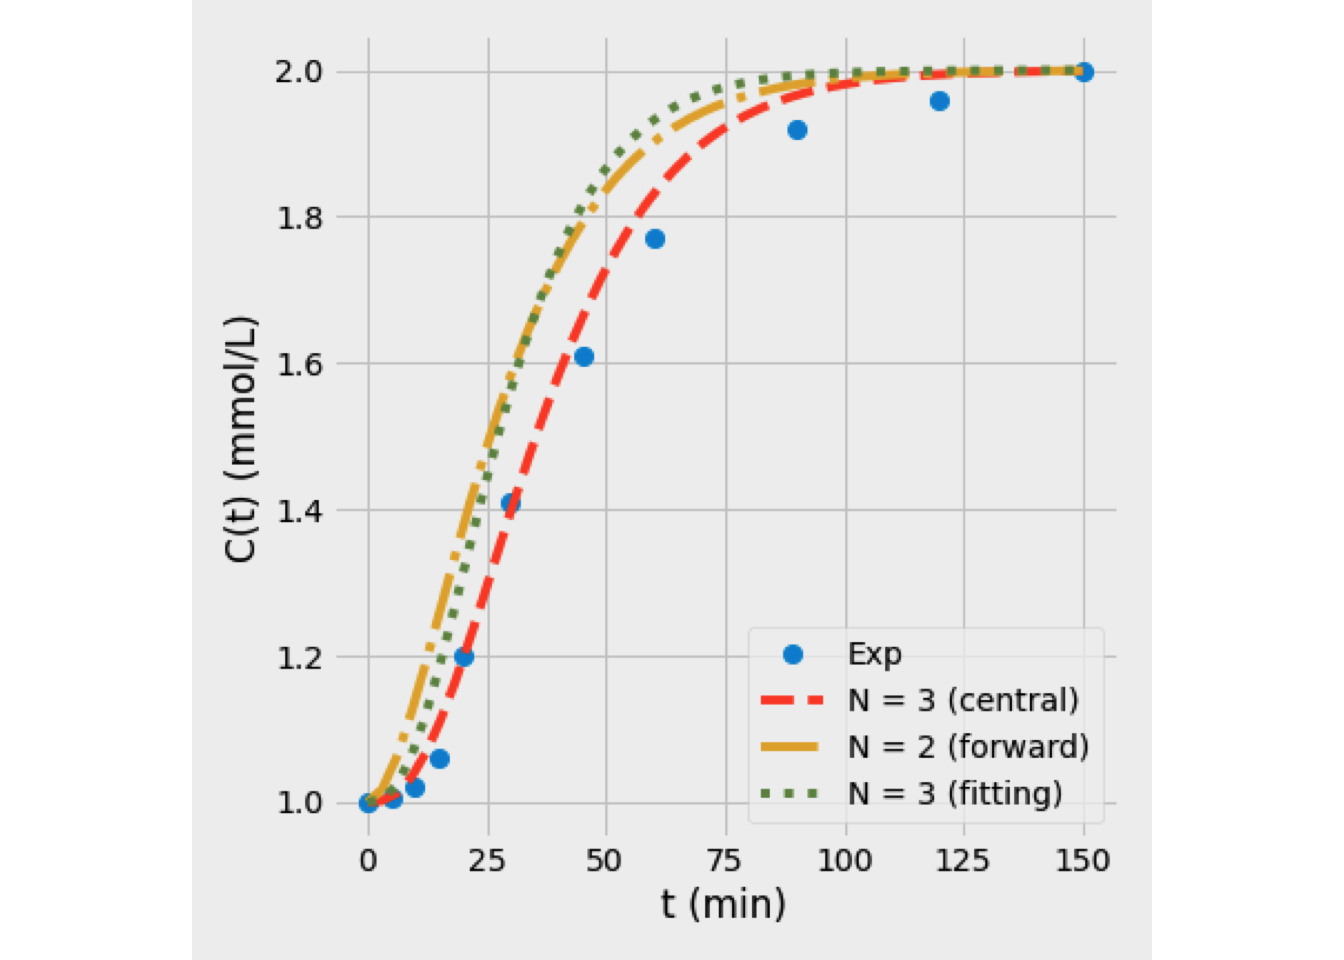 2.0
1.8
1.6
1.4
1.2
1.0
C(t) (mmol/L)
Exp
N = 3 (central)
N = 2 (forward)
N = 3 (fitting)
0 25 50 75 100 125 150
t (min)